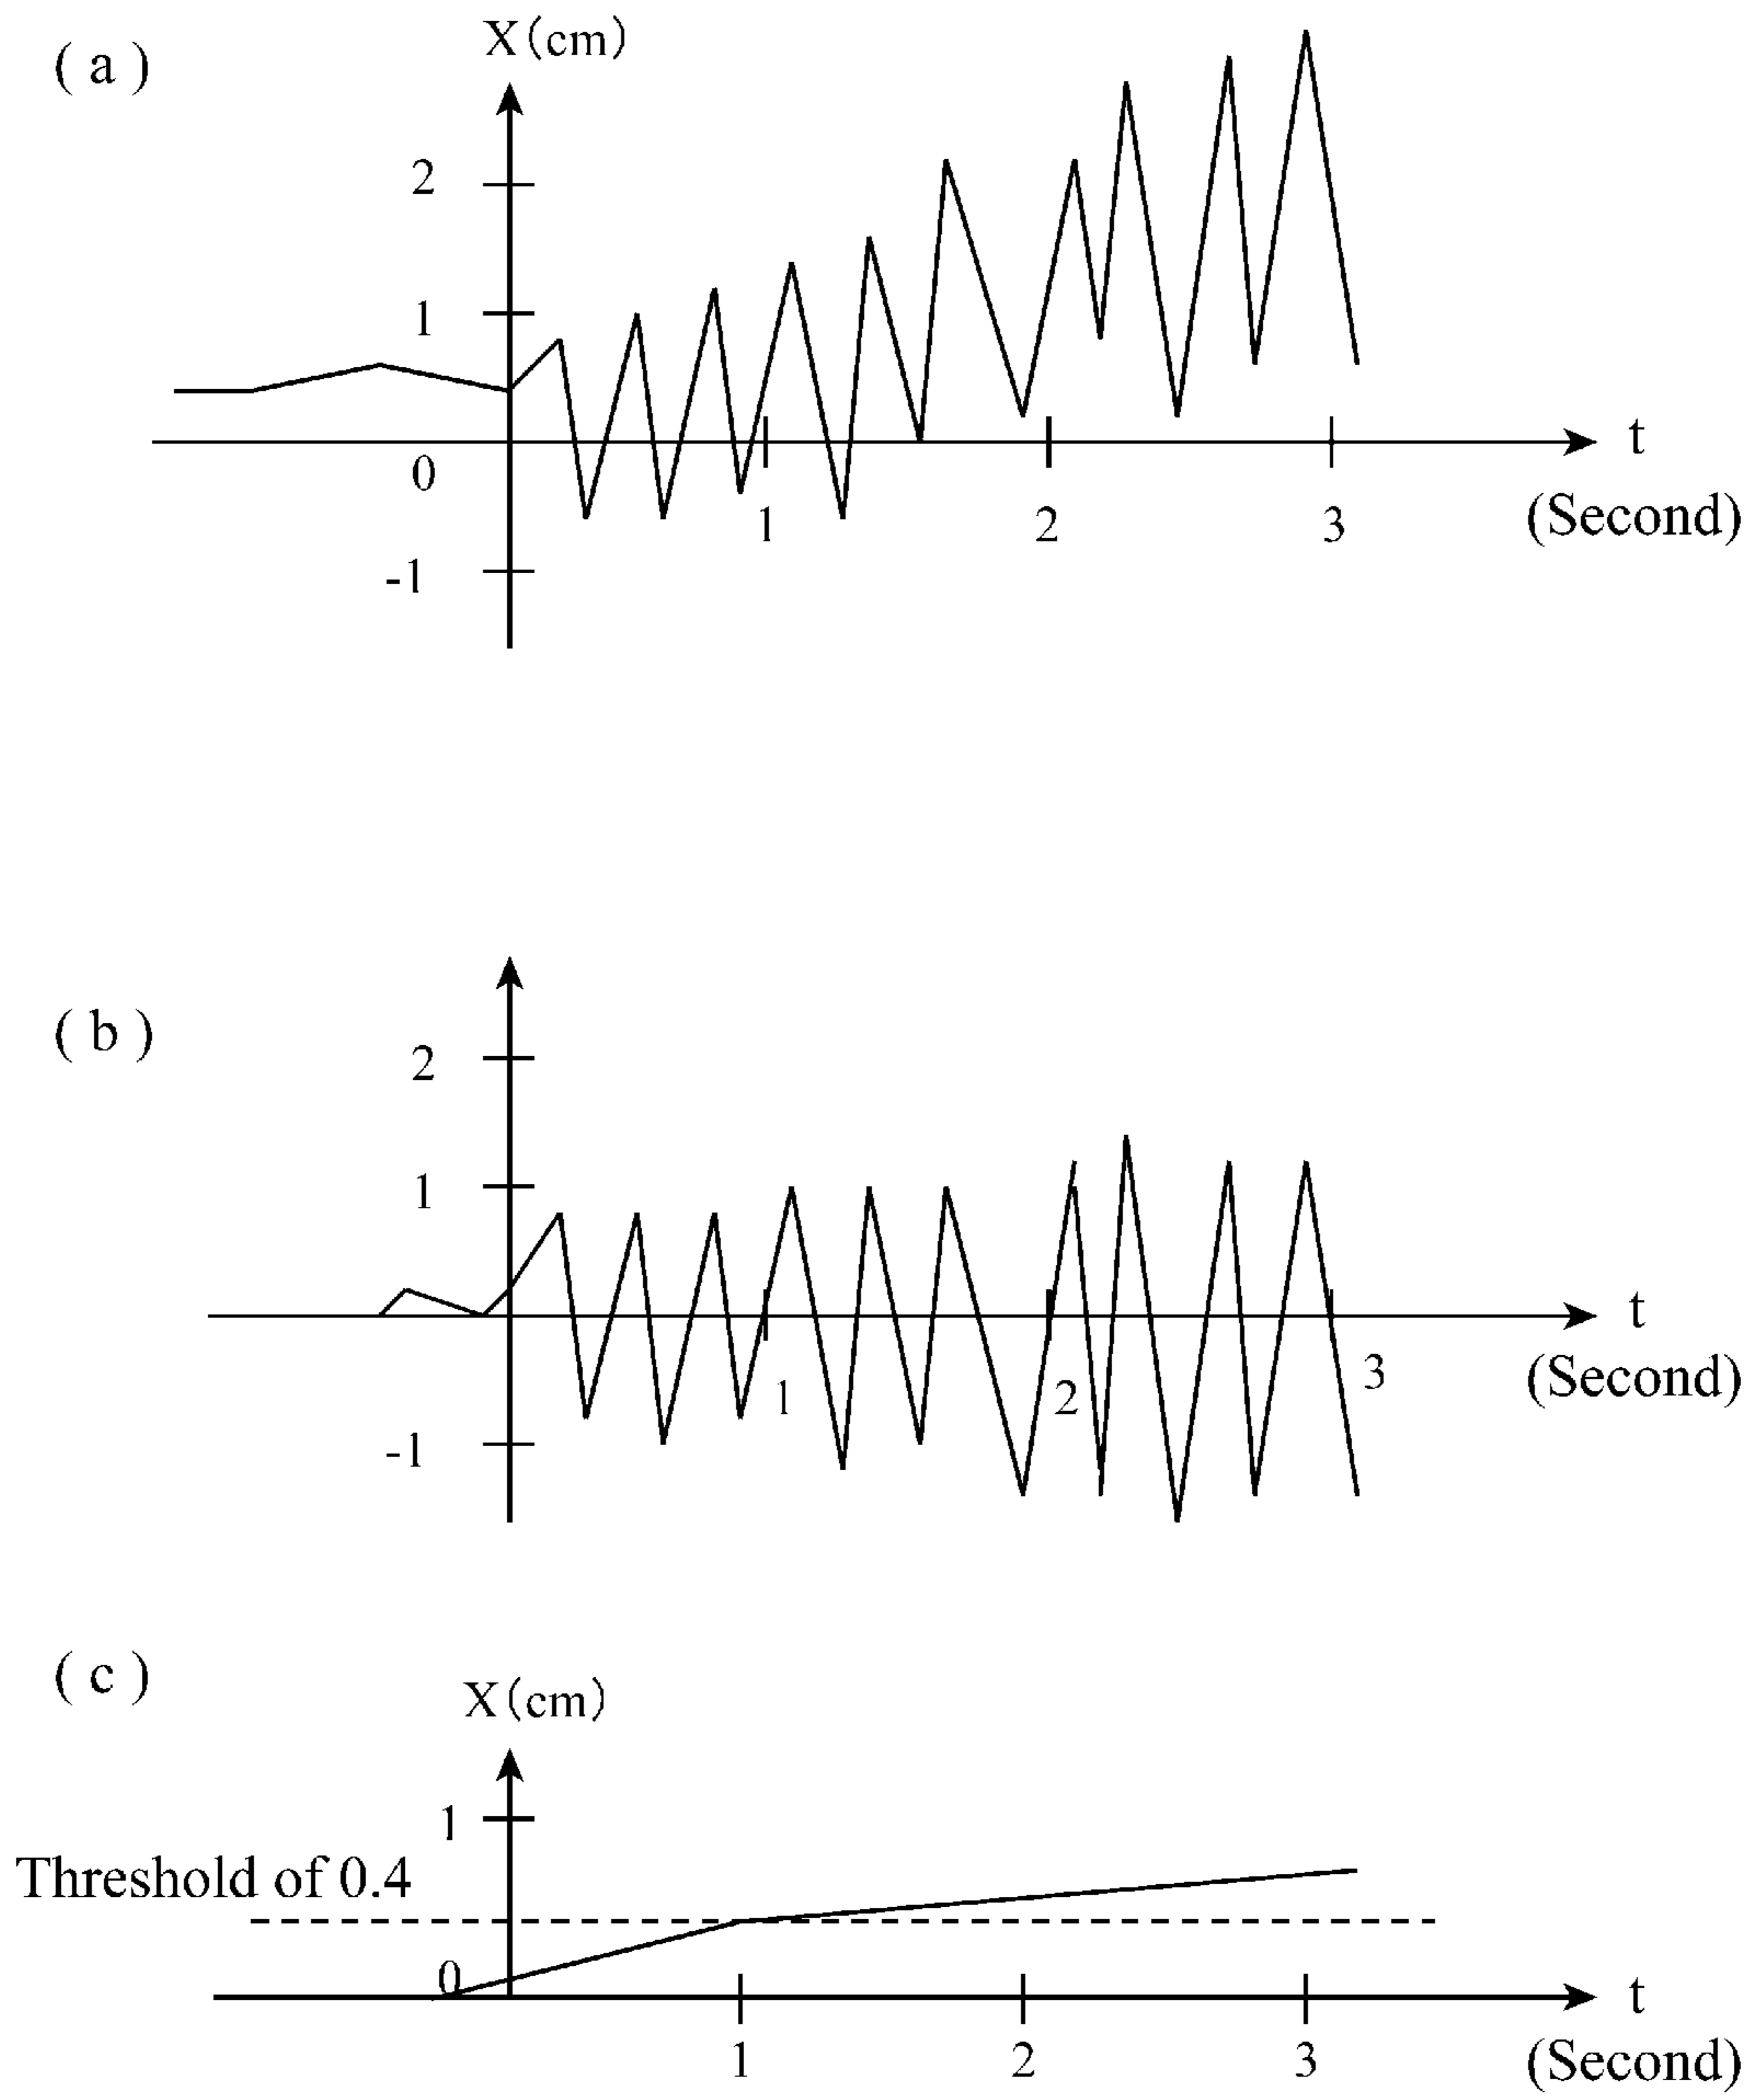 ( a )
X(cm)
2
1
0
-1
1
2
3
t
(Second)
( b )
2
1
-1
1
2
3
t
(Second)
( c )
X(cm)
1
Threshold of 0.4
0
1
2
3
t
(Second)